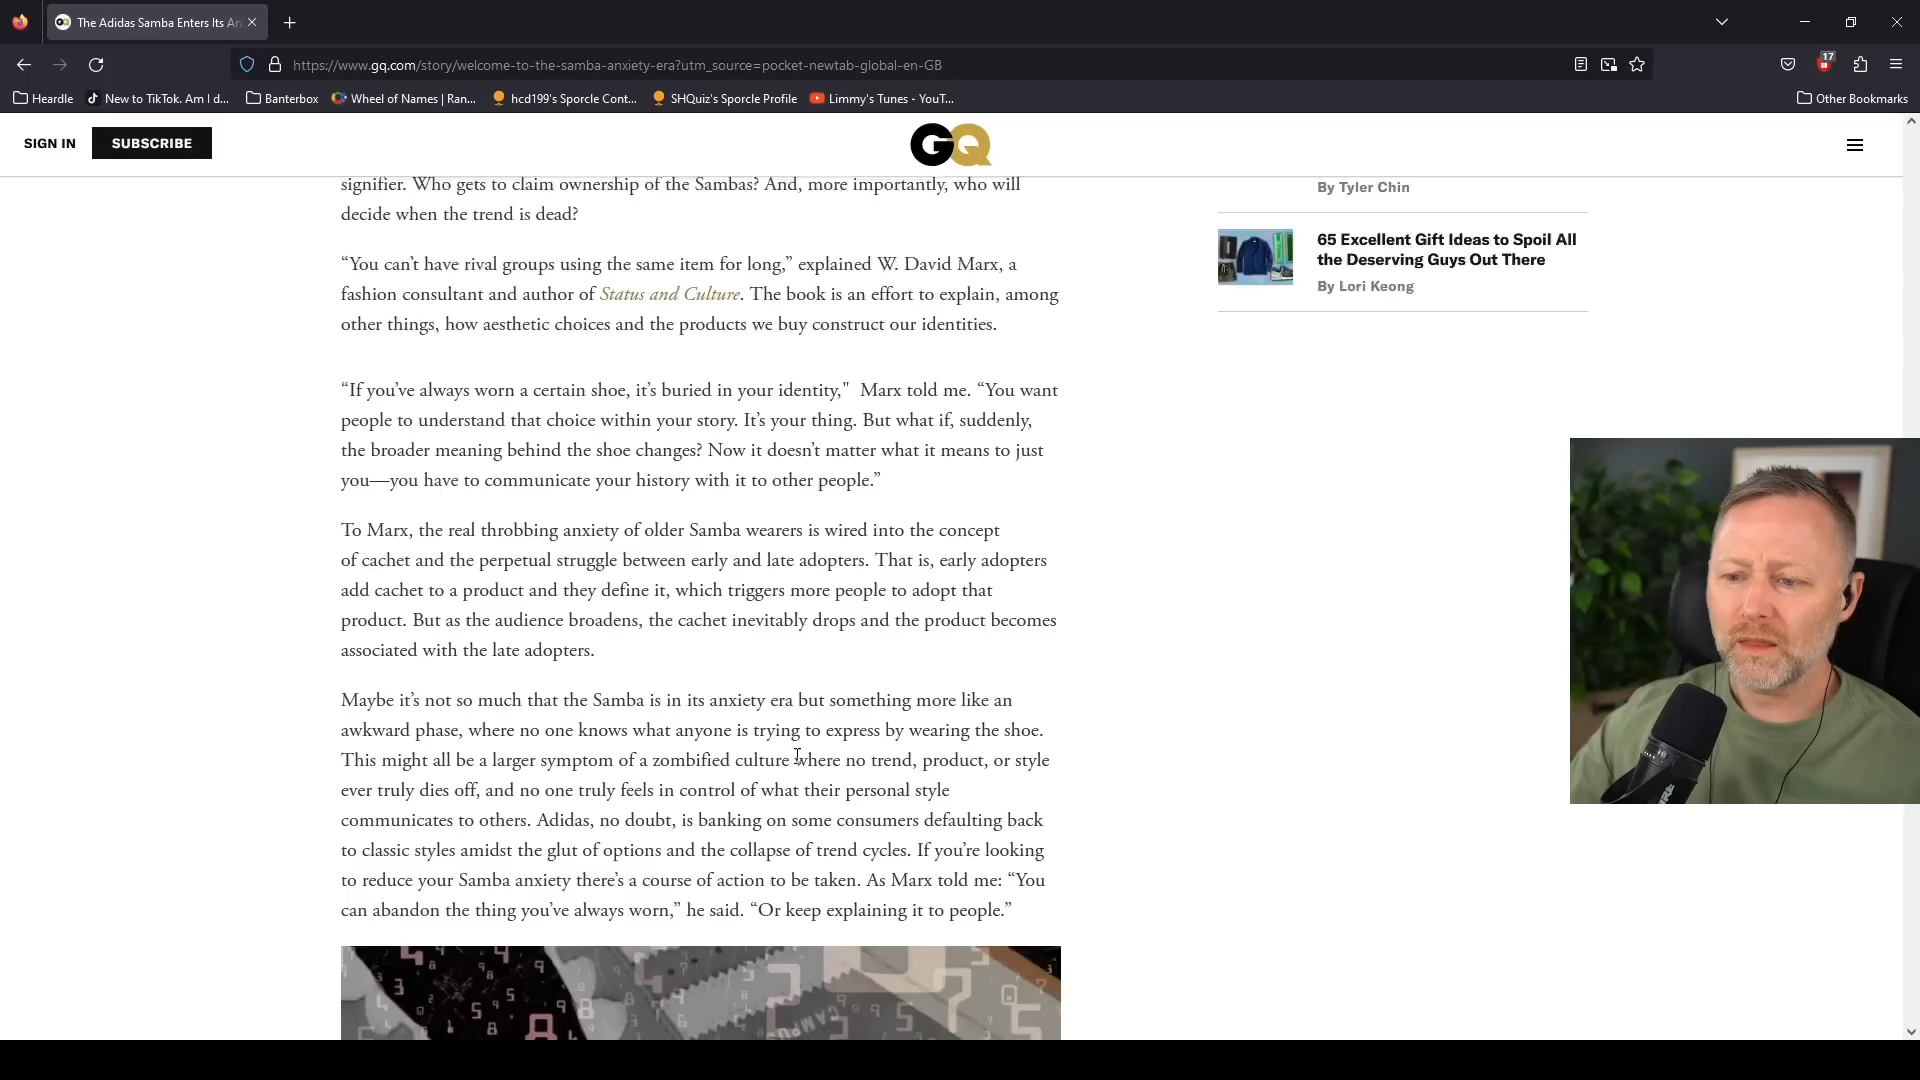 The Adidas Samba Enters Its An
https://www.gq.com/story/welcome-to-the-samba-anxiety-era?utm_source=pocket-newtab-global-en-GB
17
Heardle
New to TikTok. Am I d...
Banterbox
Wheel of Names | Ran...
hcd199's Sporcle Cont...
SHQuiz's Sporcle Profile
Limmy's Tunes - YouT...
Other Bookmarks
SIGN IN
SUBSCRIBE
GQ
signifier. Who gets to claim ownership of the Sambas? And, more importantly, who will
decide when the trend is dead?
“You can’t have rival groups using the same item for long,” explained W. David Marx, a
fashion consultant and author of Status and Culture. The book is an effort to explain, among
other things, how aesthetic choices and the products we buy construct our identities.
“If you’ve always worn a certain shoe, it’s buried in your identity,"  Marx told me. “You want
people to understand that choice within your story. It’s your thing. But what if, suddenly,
the broader meaning behind the shoe changes? Now it doesn’t matter what it means to just
you—you have to communicate your history with it to other people.”
To Marx, the real throbbing anxiety of older Samba wearers is wired into the concept
of cachet and the perpetual struggle between early and late adopters. That is, early adopters
add cachet to a product and they define it, which triggers more people to adopt that
product. But as the audience broadens, the cachet inevitably drops and the product becomes
associated with the late adopters.
Maybe it’s not so much that the Samba is in its anxiety era but something more like an
awkward phase, where no one knows what anyone is trying to express by wearing the shoe.
This might all be a larger symptom of a zombified culture where no trend, product, or style
ever truly dies off, and no one truly feels in control of what their personal style
communicates to others. Adidas, no doubt, is banking on some consumers defaulting back
to classic styles amidst the glut of options and the collapse of trend cycles. If you’re looking
to reduce your Samba anxiety there’s a course of action to be taken. As Marx told me: “You
can abandon the thing you’ve always worn,” he said. “Or keep explaining it to people.”
By Tyler Chin
65 Excellent Gift Ideas to Spoil All
the Deserving Guys Out There
By Lori Keong